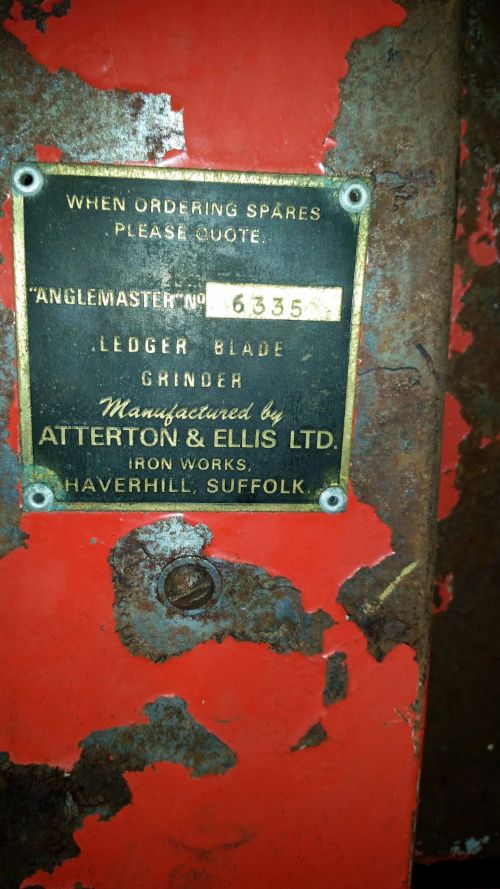 WHEN ORDERING SPARES
PLEASE QUOTE.
"ANGLEMASTER" Nº 6335
LEDGER BLADE
GRINDER
Manufactured by
ATTERTON & ELLIS LTD.
IRON WORKS,
HAVERHILL, SUFFOLK.